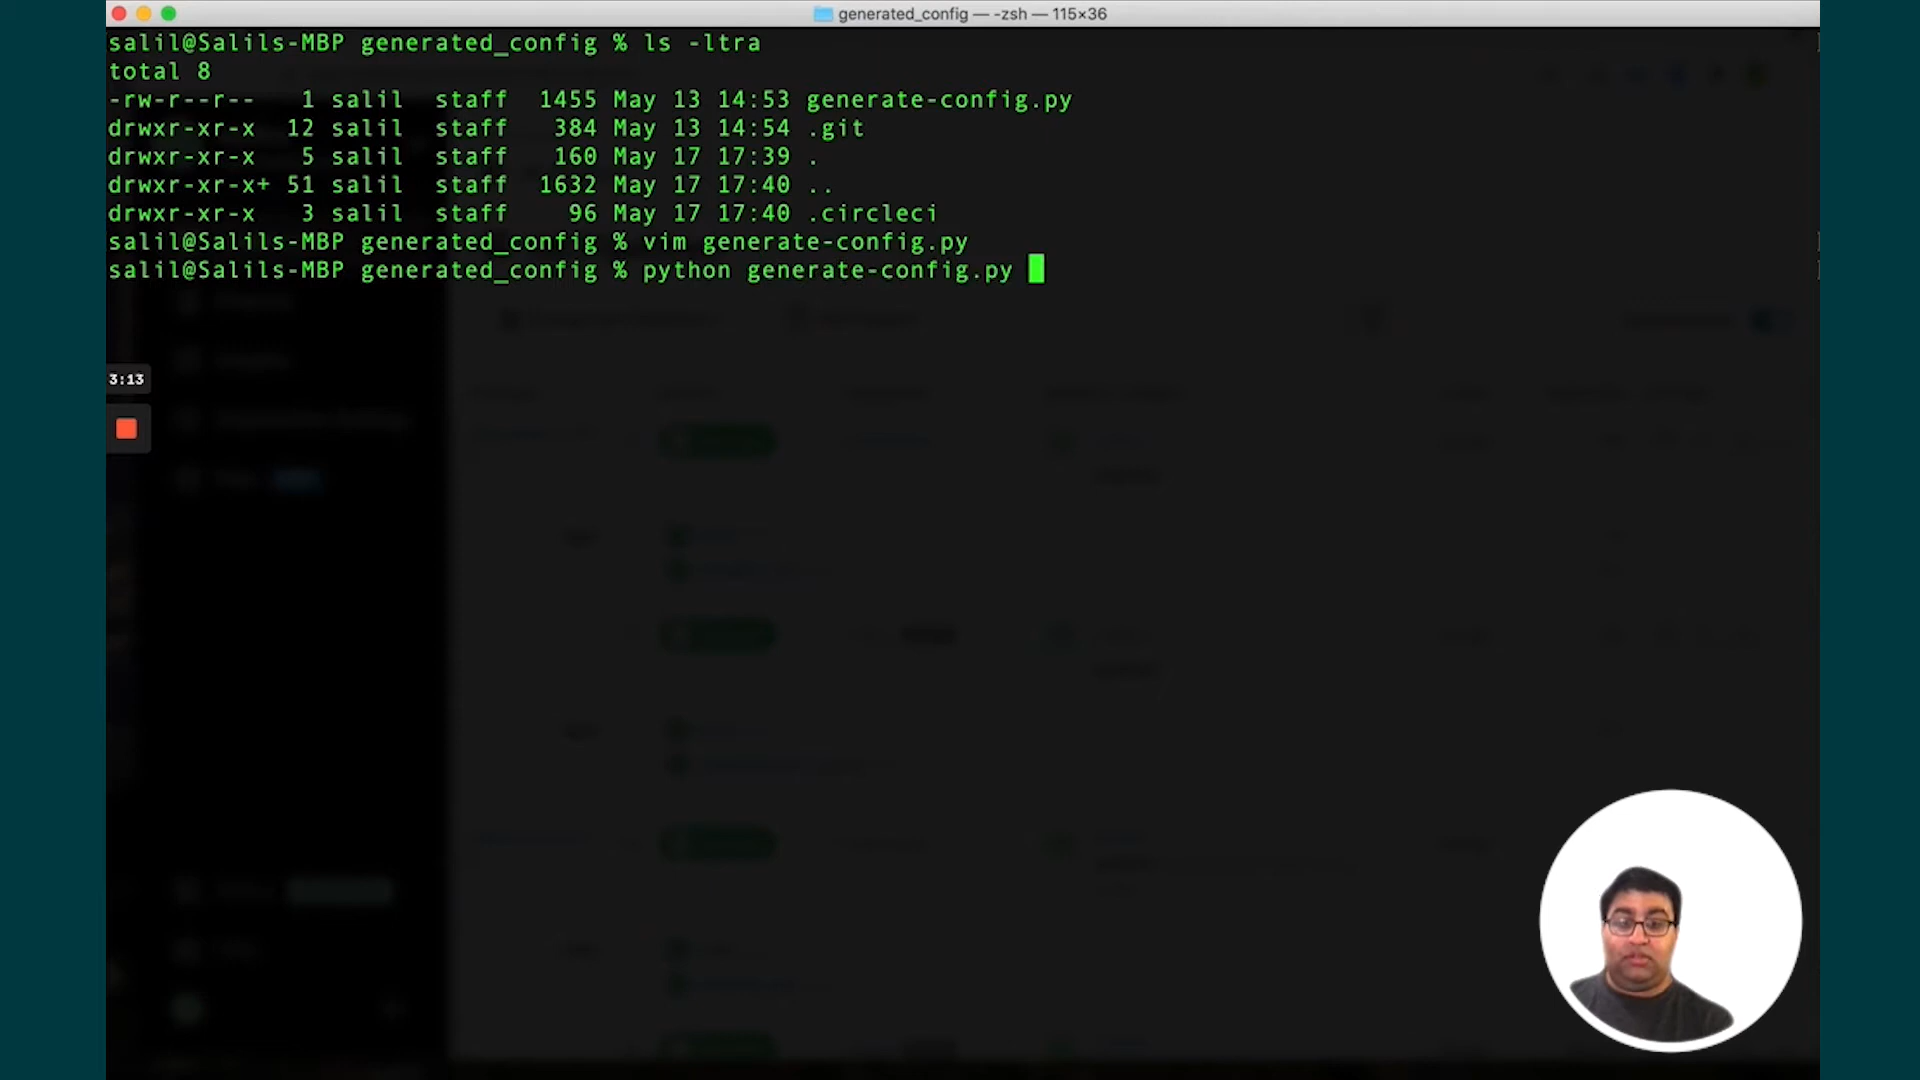 generated_config — -zsh — 115×36
salil@Salils-MBP generated_config % ls -ltra
total 8
-rw-r--r--   1 salil  staff  1455 May 13 14:53 generate-config.py
drwxr-xr-x  12 salil  staff   384 May 13 14:54 .git
drwxr-xr-x   5 salil  staff   160 May 17 17:39 .
drwxr-xr-x+ 51 salil  staff  1632 May 17 17:40 ..
drwxr-xr-x   3 salil  staff    96 May 17 17:40 .circleci
salil@Salils-MBP generated_config % vim generate-config.py
salil@Salils-MBP generated_config % python generate-config.py
3:13